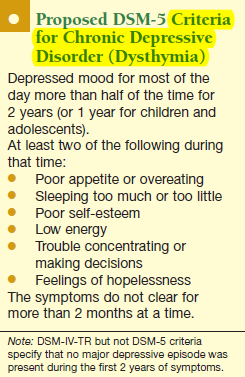 Proposed DSM-5 Criteria
for Chronic Depressive
Disorder (Dysthymia)
Depressed mood for most of the
day more than half of the time for
2 years (or 1 year for children and
adolescents).
At least two of the following during
that time:
● Poor appetite or overeating
● Sleeping too much or too little
● Poor self-esteem
● Low energy
● Trouble concentrating or
making decisions
● Feelings of hopelessness
The symptoms do not clear for
more than 2 months at a time.
Note: DSM-IV-TR but not DSM-5 criteria
specify that no major depressive episode was
present during the first 2 years of symptoms.